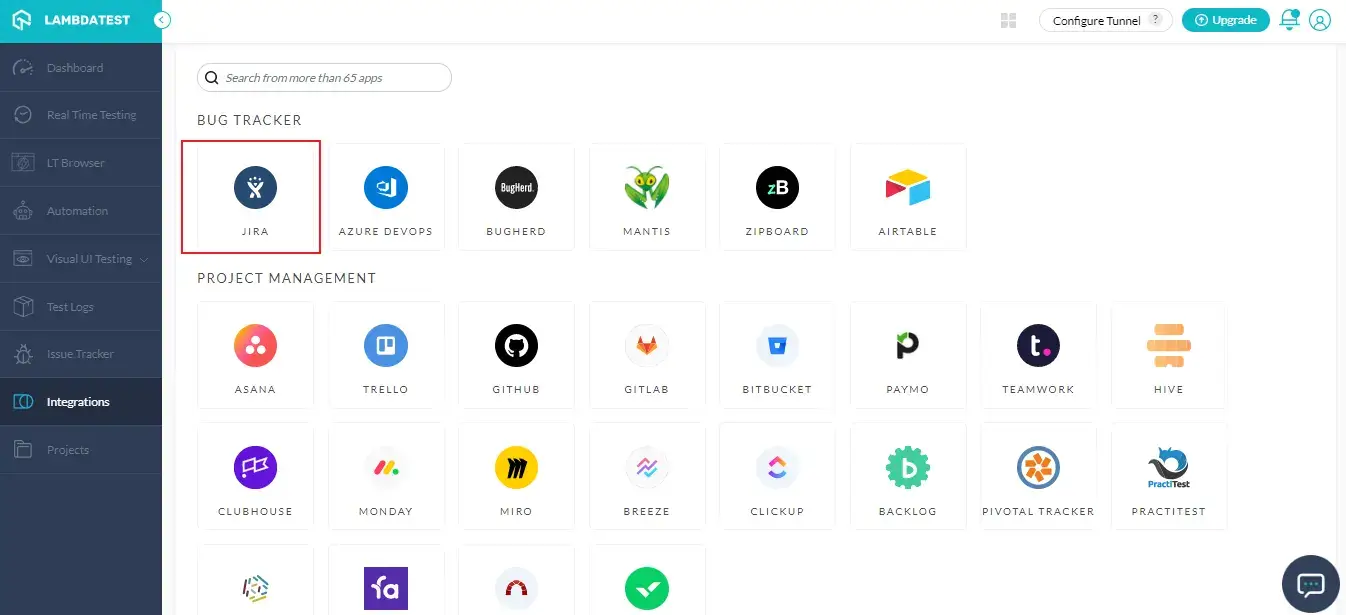 LAMBDATEST
Configure Tunnel ?
Upgrade
Dashboard
Real Time Testing
LT Browser
Automation
Visual UI Testing
Test Logs
Issue Tracker
Integrations
Projects
Search from more than 65 apps
BUG TRACKER
BugHerd.
zB
JIRA
AZURE DEVOPS
BUGHERD
MANTIS
ZIPBOARD
AIRTABLE
PROJECT MANAGEMENT
t.
ASANA
TRELLO
GITHUB
GITLAB
BITBUCKET
PAYMO
TEAMWORK
HIVE
b
PractiTest
CLUBHOUSE
MONDAY
MIRO
BREEZE
CLICKUP
BACKLOG
PIVOTAL TRACKER
PRACTITEST
fa